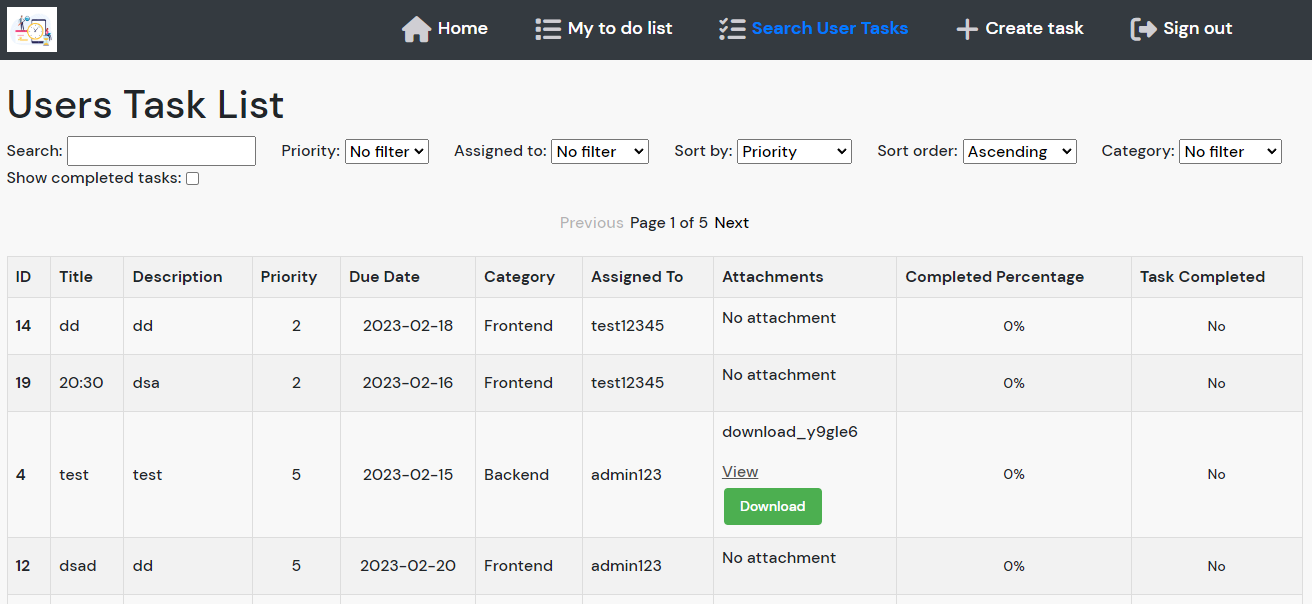 Home My to do list Search User Tasks Create task Sign out
Users Task List
Search: Priority: No filter Assigned to: No filter Sort by: Priority Sort order: Ascending Category: No filter
Show completed tasks:
Previous Page 1 of 5 Next
ID Title Description Priority Due Date Category Assigned To Attachments Completed Percentage Task Completed
14 dd dd 2 2023-02-18 Frontend test12345 No attachment 0% No
19 20:30 dsa 2 2023-02-16 Frontend test12345 No attachment 0% No
download_y9gle6
4 test test 5 2023-02-15 Backend admin123 View 0% No
Download
12 dsad dd 5 2023-02-20 Frontend admin123 No attachment 0% No